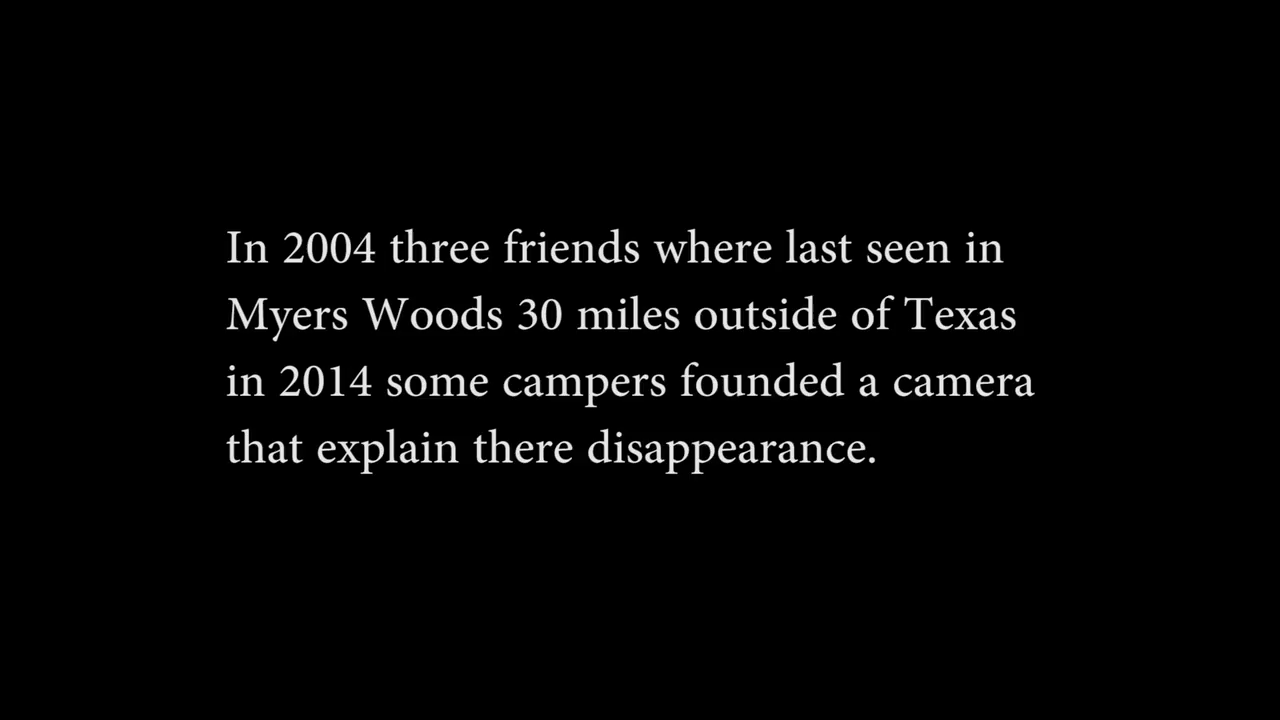 In 2004 three friends where last seen in
Myers Woods 30 miles outside of Texas
in 2014 some campers founded a camera
that explain there disappearance.